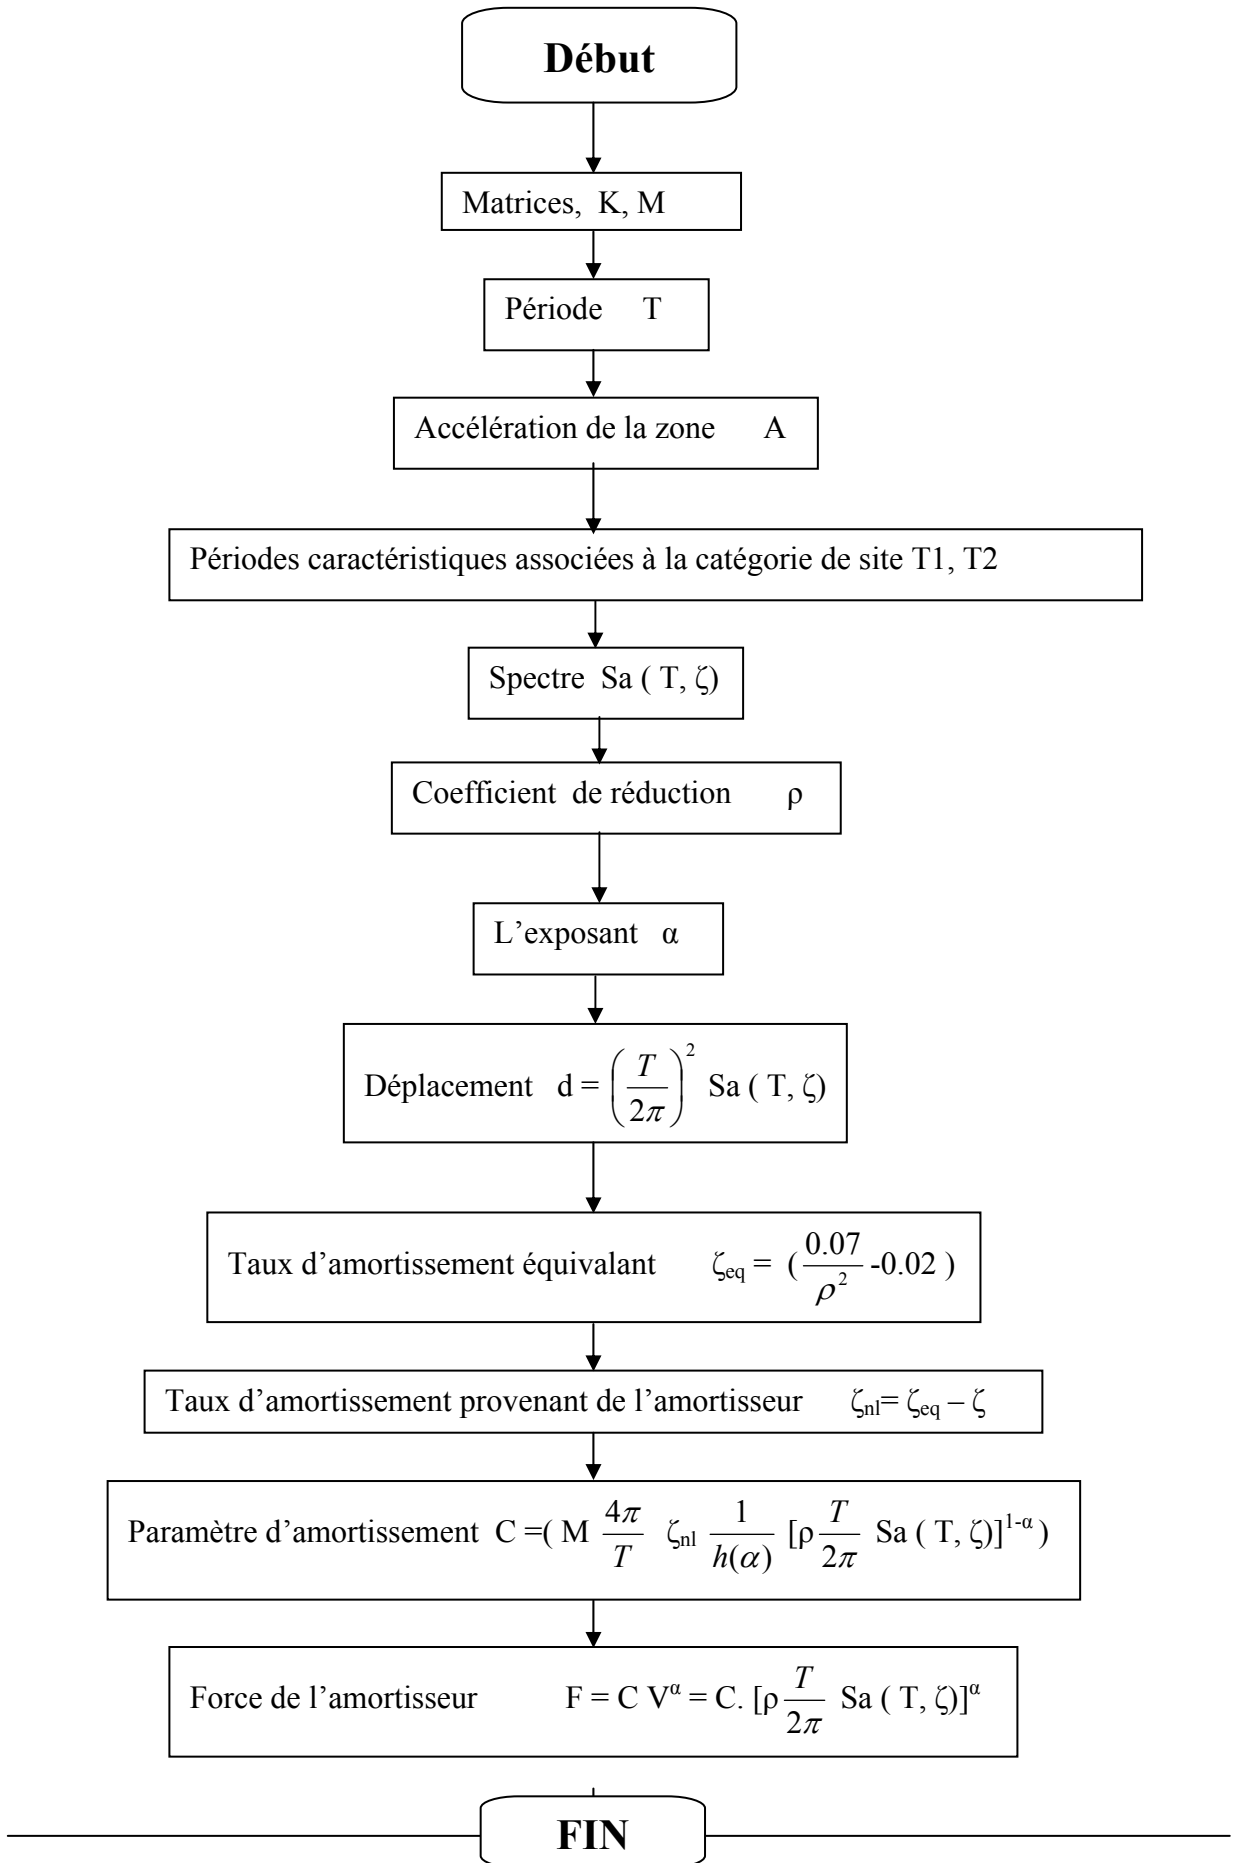 Début
Matrices, K, M
Période T
Accélération de la zone A
Périodes caractéristiques associées à la catégorie de site T1, T2
Spectre Sa ( T, ζ)
Coefficient de réduction ρ
L’exposant α
Déplacement d = (T/2π)² Sa ( T, ζ)
Taux d’amortissement équivalant ζeq = (0.07/ρ² -0.02 )
Taux d’amortissement provenant de l’amortisseur ζnl= ζeq – ζ
Paramètre d’amortissement C =( M 4π/T ζnl 1/h(α) [ρ T/2π Sa ( T, ζ)]^1-α )
Force de l’amortisseur F = C V^α = C. [ρ T/2π Sa ( T, ζ)]^α
FIN